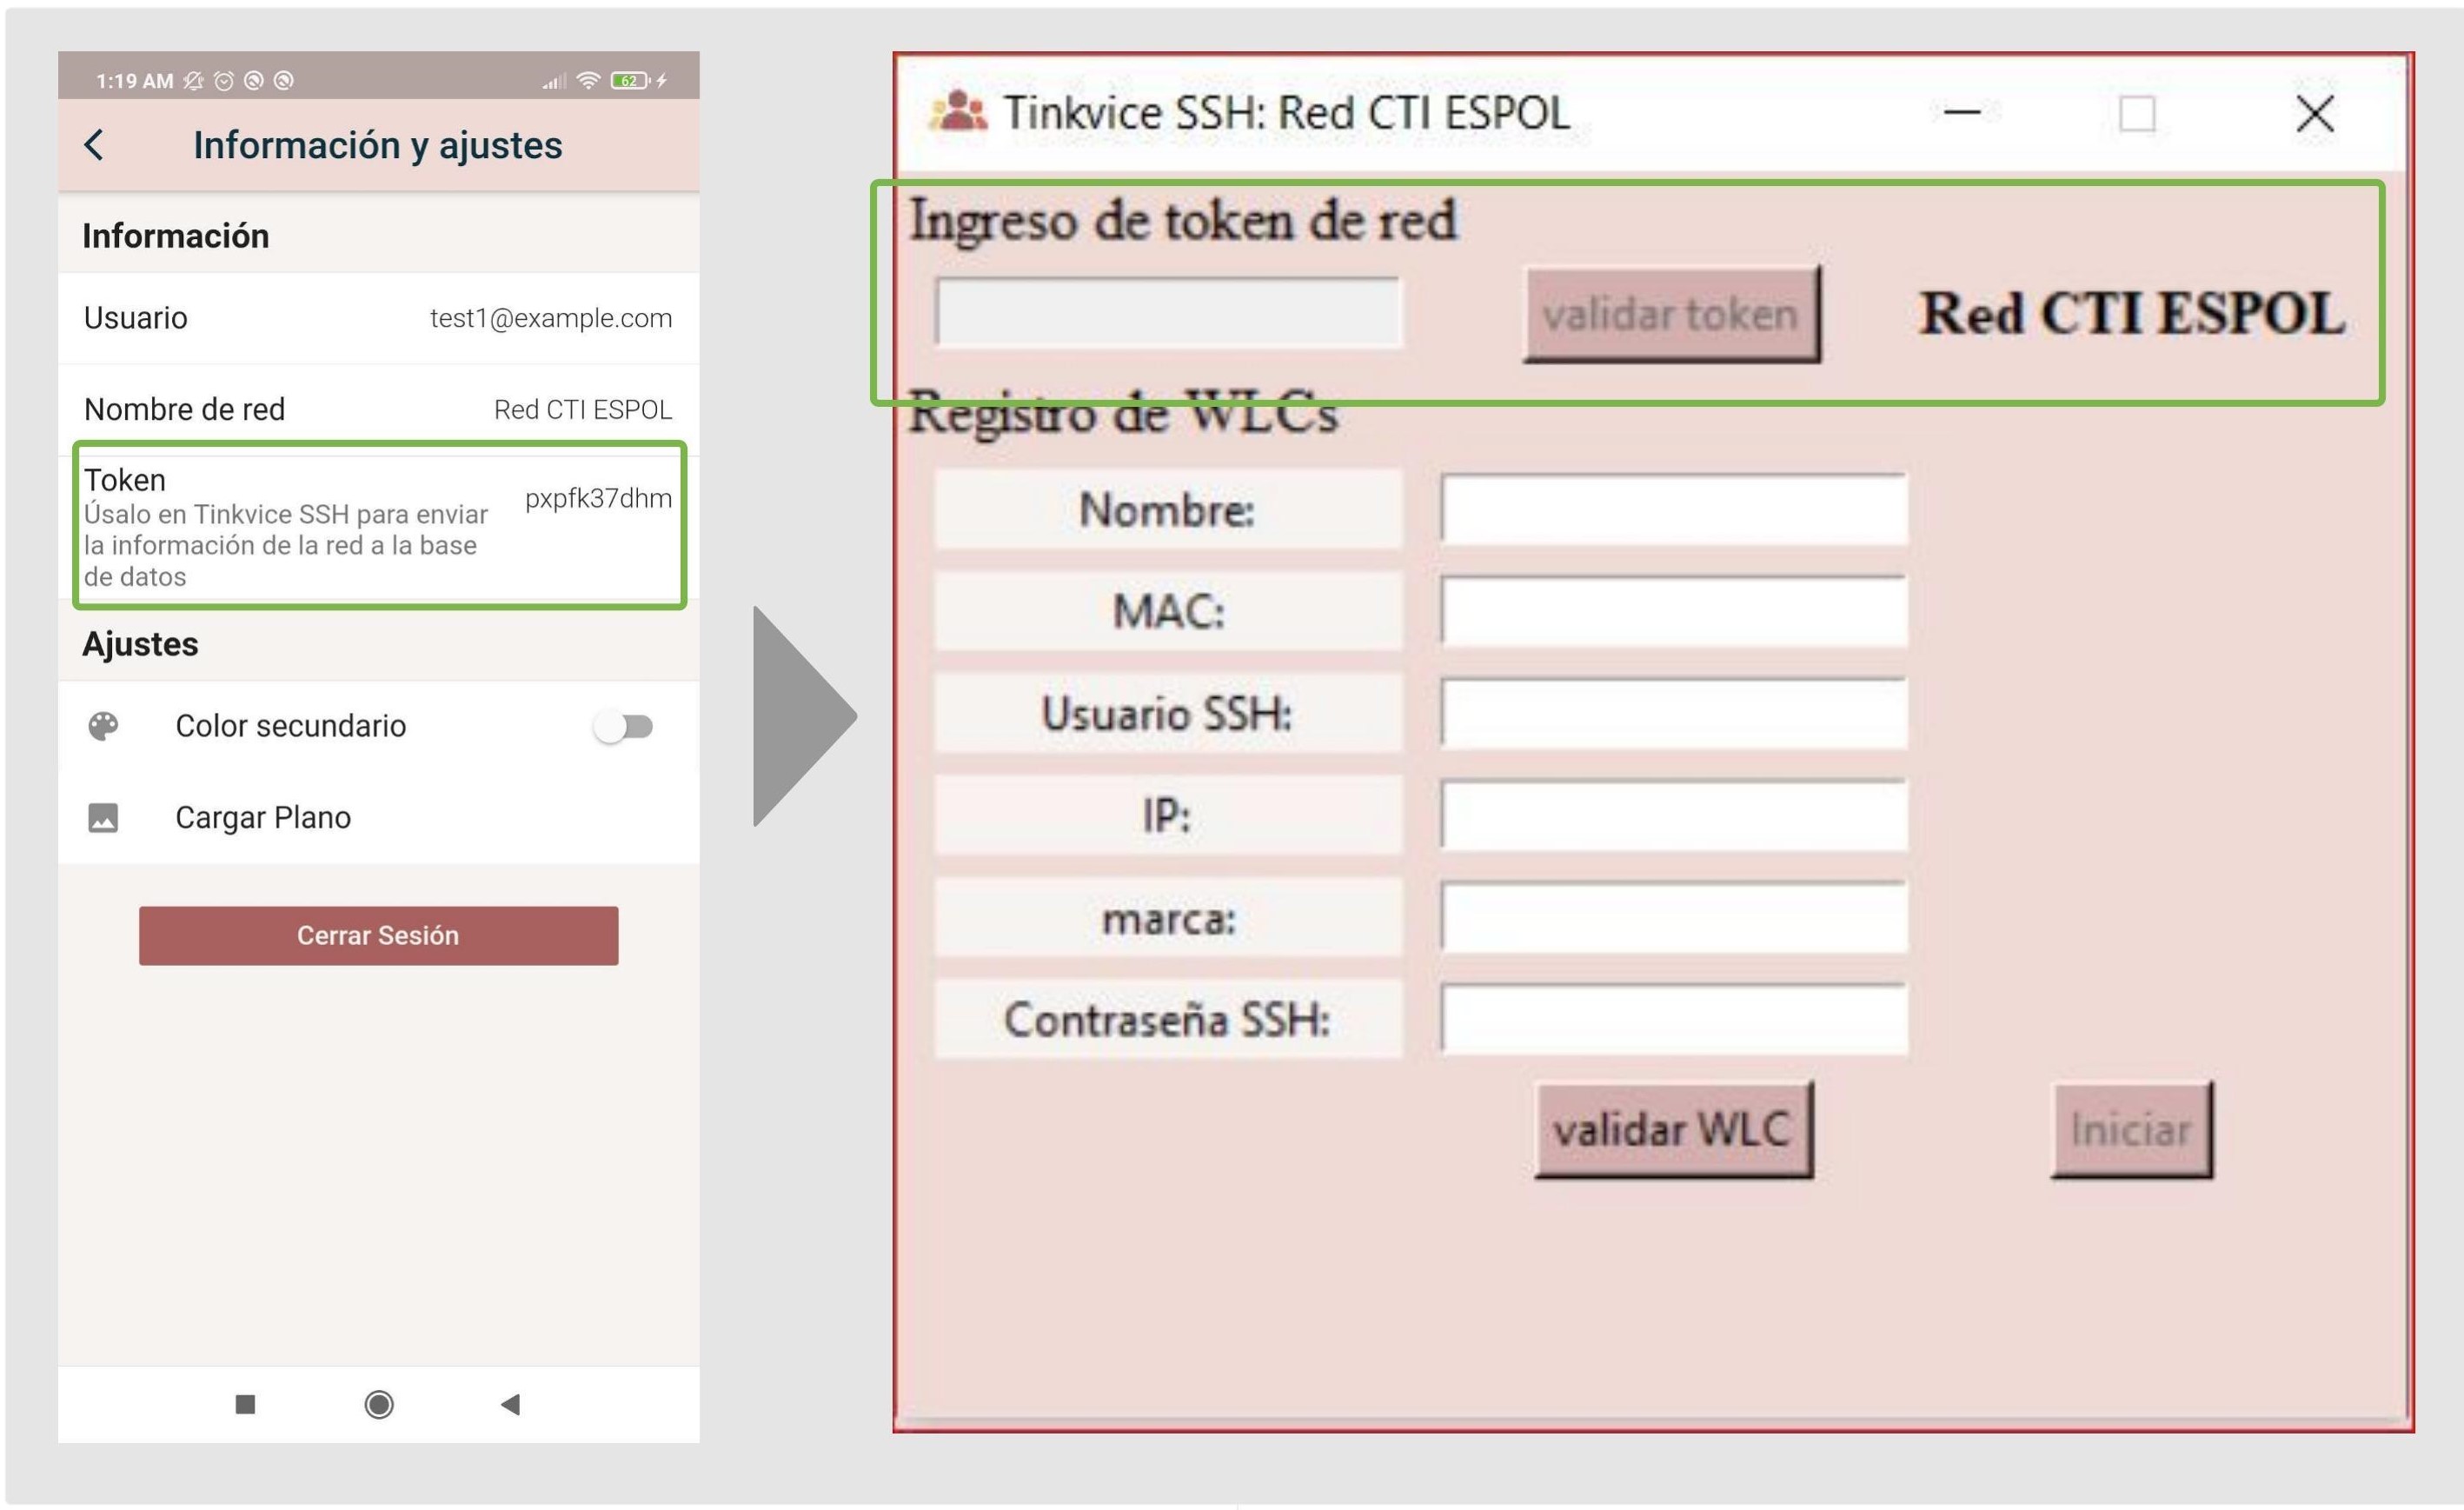 1:19 AM
62
Información y ajustes
Información
Usuario
test1@example.com
Nombre de red
Red CTI ESPOL
Token
pxpfk37dhm
Úsalo en Tinkvice SSH para enviar
la información de la red a la base
de datos
Ajustes
Color secundario
Cargar Plano
Cerrar Sesión
Tinkvice SSH: Red CTI ESPOL
Ingreso de token de red
validar token
Red CTI ESPOL
Registro de WLCs
Nombre:
MAC:
Usuario SSH:
IP:
marca:
Contraseña SSH:
validar WLC
Iniciar